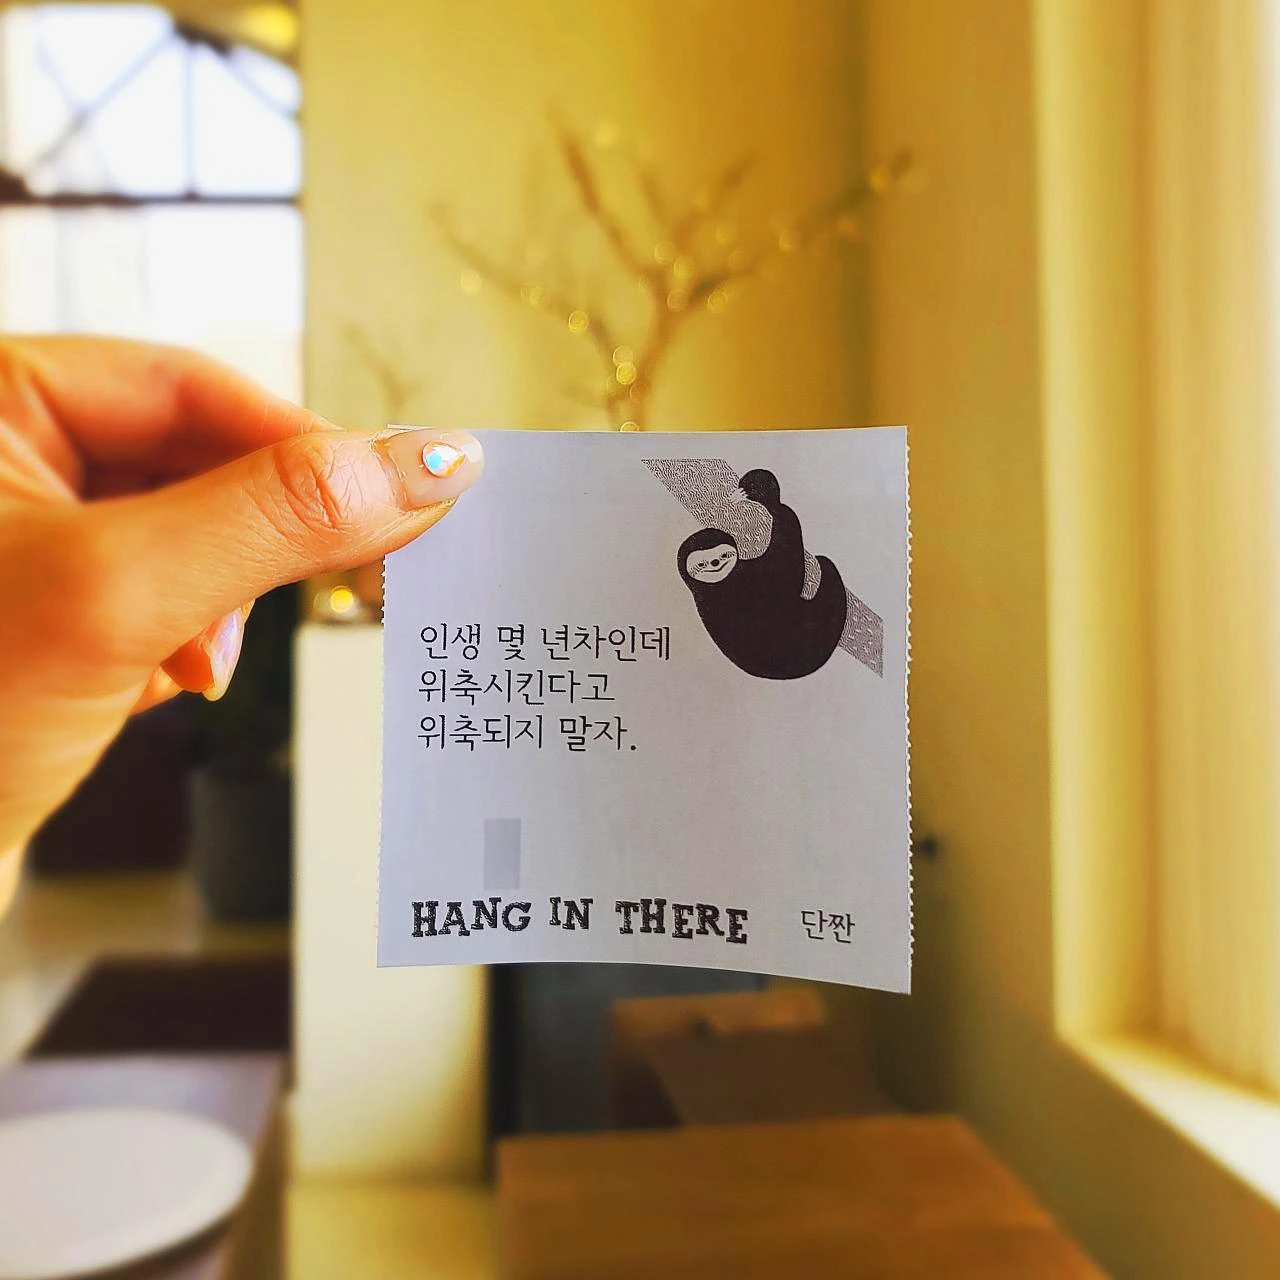 인생 몇 년차인데
위축시킨다고
위축되지 말자.
HANG IN THERE 단짠